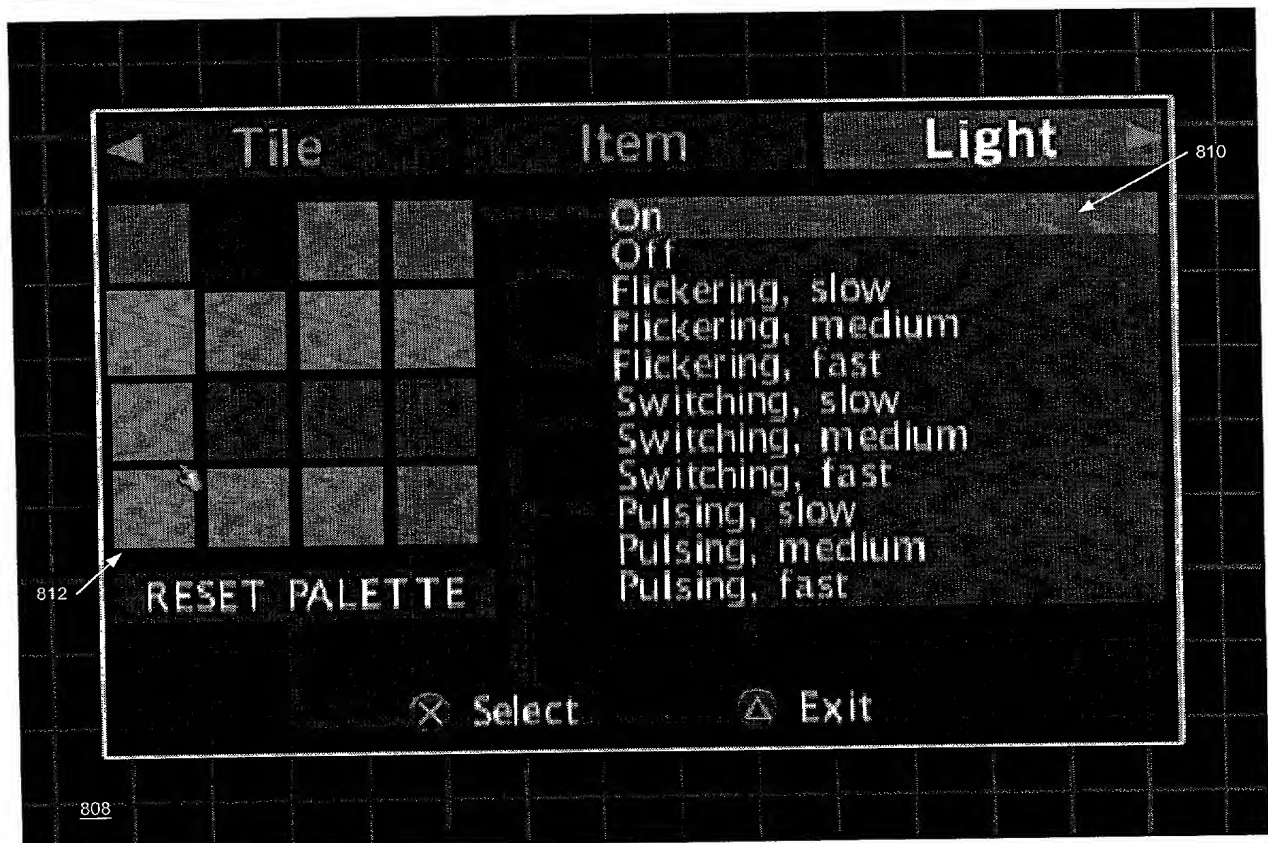 Tile Item Light
810
On
Off
Flickering, slow
Flickering, medium
Flickering, fast
Switching, slow
Switching, medium
Switching, fast
Pulsing, slow
Pulsing, medium
Pulsing, fast
812
RESET PALETTE
Select Exit
808